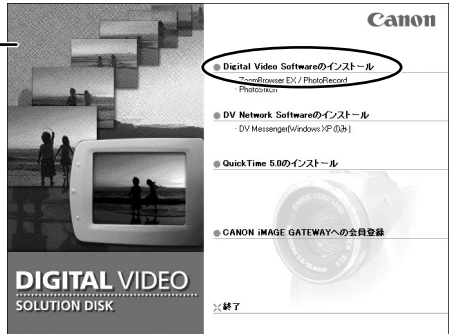 Canon
Digital Video Softwareのインストール
ZoomBrowser EX / PhotoRecord
PhotoStitch
DV Network Softwareのインストール
DV Messenger(Windows XP のみ)
QuickTime 5.0のインストール
CANON iMAGE GATEWAYへの会員登録
終了
DIGITAL VIDEO
SOLUTION DISK